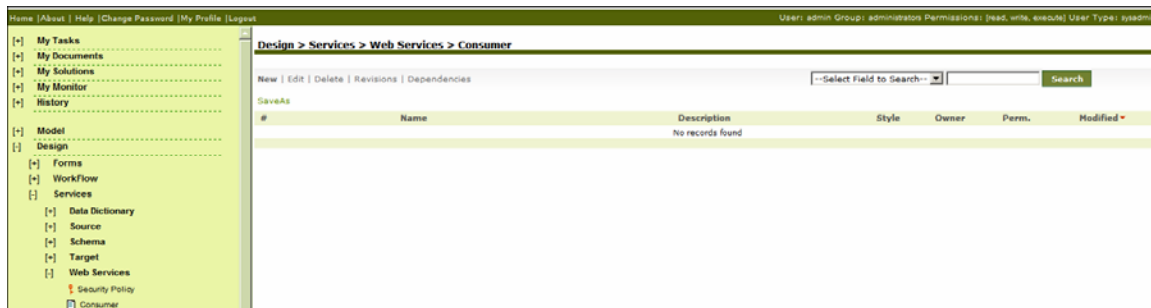 Home |About | Help |Change Password |My Profile |Logout
User: admin Group: administrators Permissions: [read, write, execute] User Type: sysadmin
[+] My Tasks
[+] My Documents
[+] My Solutions
[+] My Monitor
[+] History
[+] Model
[-] Design
[+] Forms
[+] WorkFlow
[-] Services
[+] Data Dictionary
[+] Source
[+] Schema
[+] Target
[-] Web Services
Security Policy
Consumer
Design > Services > Web Services > Consumer
New | Edit | Delete | Revisions | Dependencies
--Select Field to Search--
Search
SaveAs
# Name Description Style Owner Perm. Modified
No records found